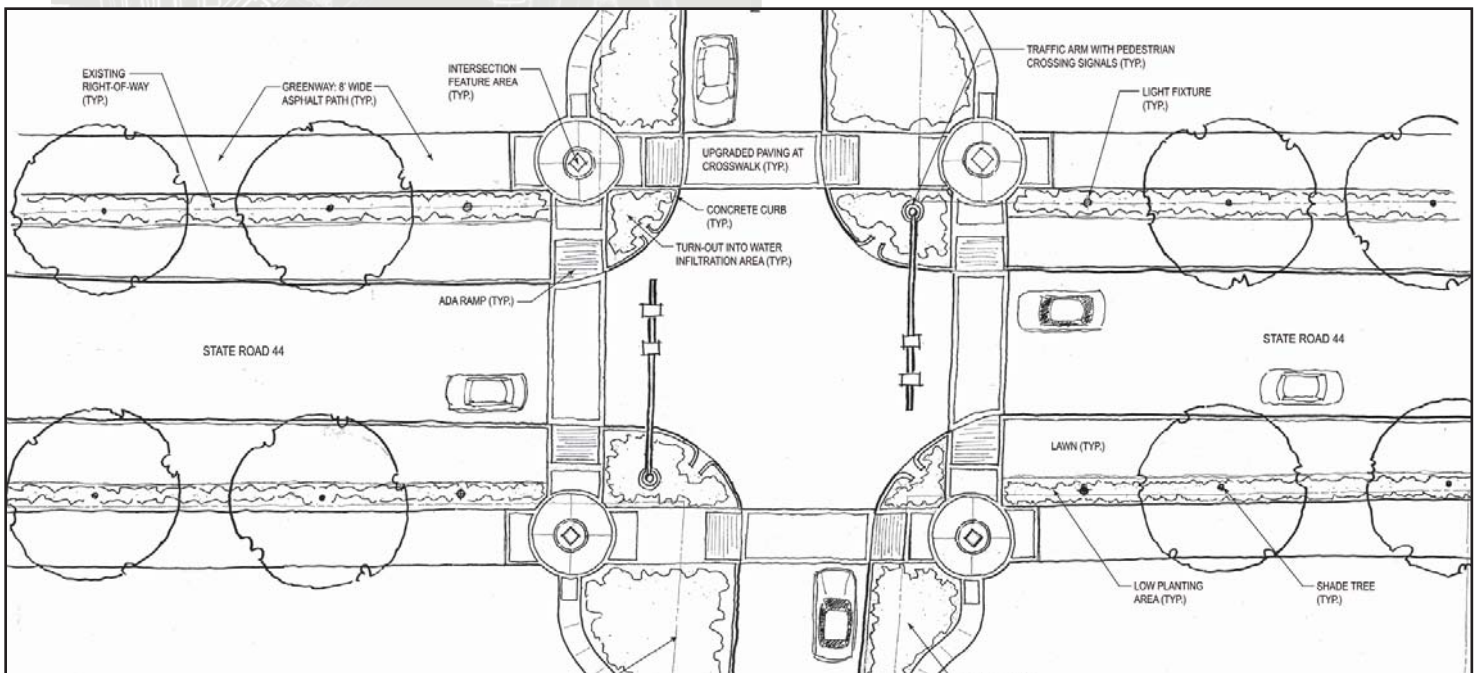 EXISTING
RIGHT-OF-WAY
(TYP.)
GREENWAY: 8' WIDE
ASPHALT PATH (TYP.)
INTERSECTION
FEATURE AREA
(TYP.)
TRAFFIC ARM WITH PEDESTRIAN
CROSSING SIGNALS (TYP.)
LIGHT FIXTURE
(TYP.)
UPGRADED PAVING AT
CROSSWALK (TYP.)
CONCRETE CURB
(TYP.)
TURN-OUT INTO WATER
INFILTRATION AREA (TYP.)
ADA RAMP (TYP.)
STATE ROAD 44
STATE ROAD 44
LAWN (TYP.)
LOW PLANTING
AREA (TYP.)
SHADE TREE
(TYP.)